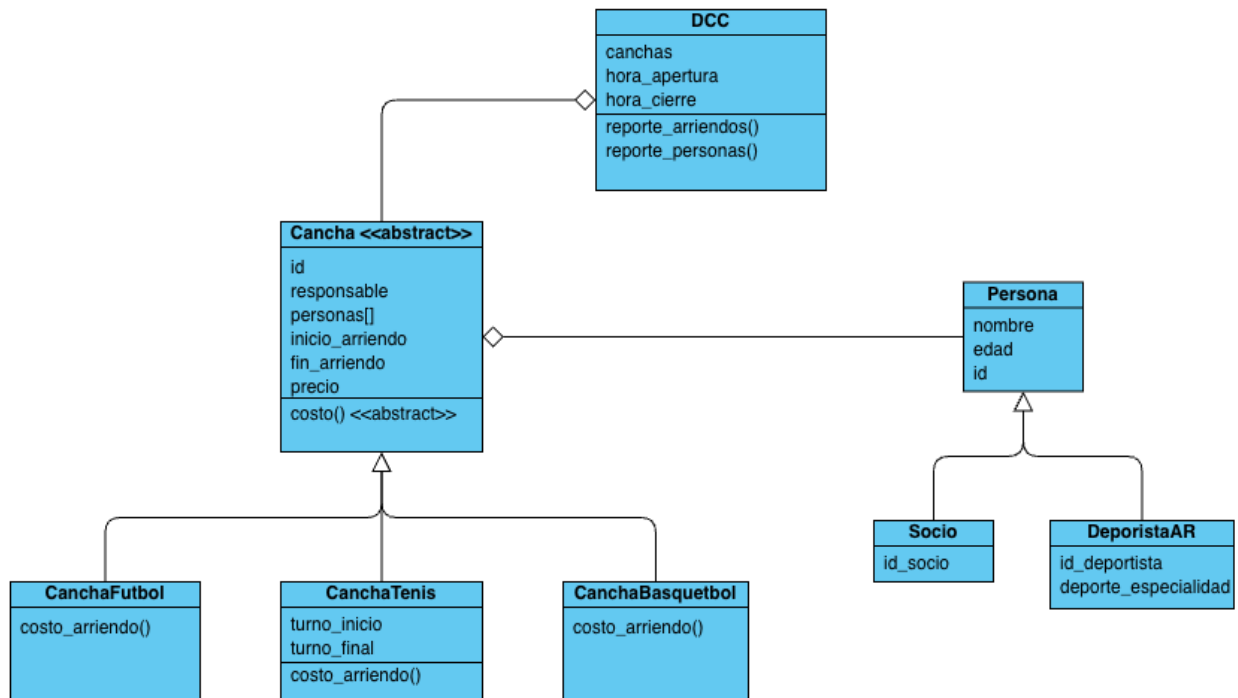 DCC
canchas
hora_apertura
hora_cierre
reporte_arriendos()
reporte_personas()
Cancha <<abstract>>
id
responsable
personas[]
inicio_arriendo
fin_arriendo
precio
costo() <<abstract>>
Persona
nombre
edad
id
Socio
id_socio
DeporistaAR
id_deportista
deporte_especialidad
CanchaFutbol
costo_arriendo()
CanchaTenis
turno_inicio
turno_final
costo_arriendo()
CanchaBasquetbol
costo_arriendo()